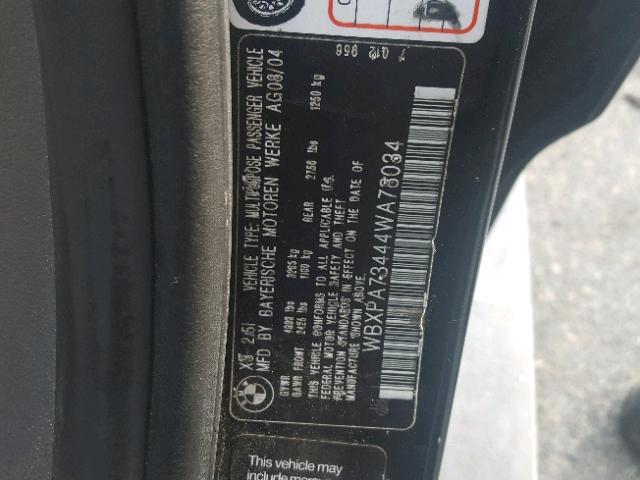 X3 2.5i VEHICLE TYPE: MULTIPURPOSE PASSENGER VEHICLE
MFD BY BAYERISCHE MOTOREN WERKE AG08/04
GVWR lbs kg
GAWR FRONT 2425 lbs 1100 kg REAR 2756 lbs 1250 kg
THIS VEHICLE CONFORMS TO ALL APPLICABLE U.S.
FEDERAL MOTOR VEHICLE SAFETY AND THEFT
PREVENTION STANDARDS IN EFFECT ON THE DATE OF
MANUFACTURE SHOWN ABOVE.
WBXPA73444WA78034
956
This vehicle may
include